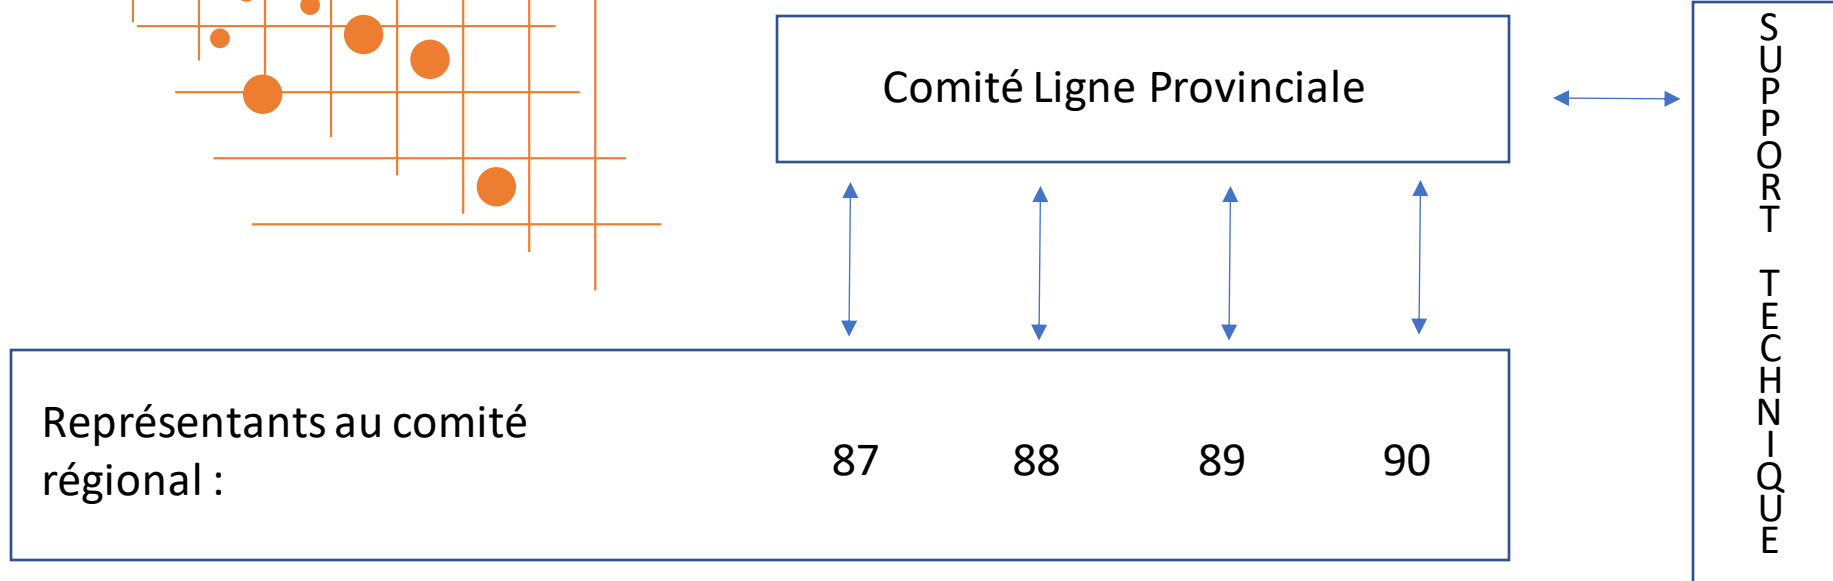 Comité Ligne Provinciale
Représentants au comité
régional :
87 88 89 90
SUPPORT TECHNIQUE